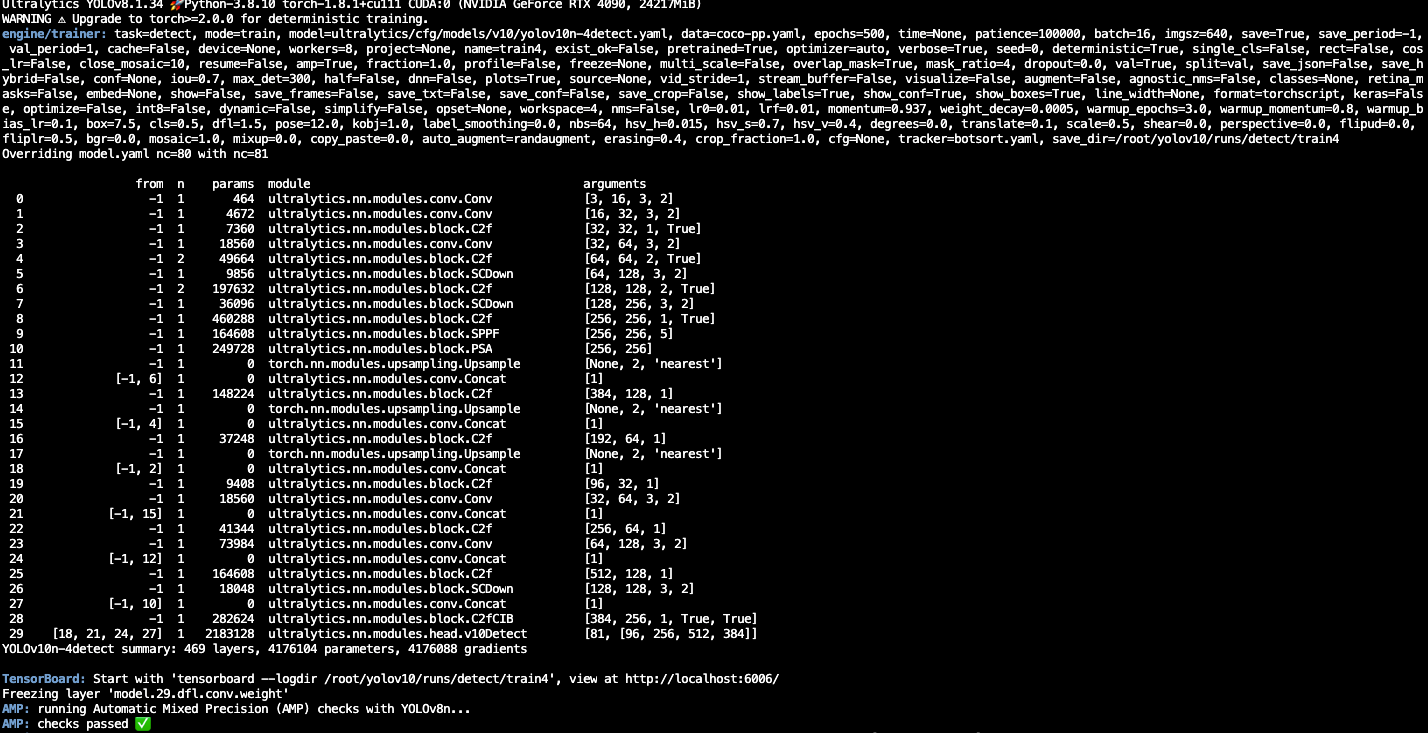 Ultralytics YOLOv8.1.34 🚀Python-3.8.10 torch-1.8.1+cu111 CUDA:0 (NVIDIA GeForce RTX 4090, 24217MiB)
WARNING ⚠ Upgrade to torch>=2.0.0 for deterministic training.
engine/trainer: task=detect, mode=train, model=ultralytics/cfg/models/v10/yolov10n-4detect.yaml, data=coco-pp.yaml, epochs=500, time=None, patience=100000, batch=16, imgsz=640, save=True, save_period=-1,
val_period=1, cache=False, device=None, workers=8, project=None, name=train4, exist_ok=False, pretrained=True, optimizer=auto, verbose=True, seed=0, deterministic=True, single_cls=False, rect=False, cos
_lr=False, close_mosaic=10, resume=False, amp=True, fraction=1.0, profile=False, freeze=None, multi_scale=False, overlap_mask=True, mask_ratio=4, dropout=0.0, val=True, split=val, save_json=False, save_h
ybrid=False, conf=None, iou=0.7, max_det=300, half=False, dnn=False, plots=True, source=None, vid_stride=1, stream_buffer=False, visualize=False, augment=False, agnostic_nms=False, classes=None, retina_m
asks=False, embed=None, show=False, save_frames=False, save_txt=False, save_conf=False, save_crop=False, show_labels=True, show_conf=True, show_boxes=True, line_width=None, format=torchscript, keras=Fals
e, optimize=False, int8=False, dynamic=False, simplify=False, opset=None, workspace=4, nms=False, lr0=0.01, lrf=0.01, momentum=0.937, weight_decay=0.0005, warmup_epochs=3.0, warmup_momentum=0.8, warmup_b
ias_lr=0.1, box=7.5, cls=0.5, dfl=1.5, pose=12.0, kobj=1.0, label_smoothing=0.0, nbs=64, hsv_h=0.015, hsv_s=0.7, hsv_v=0.4, degrees=0.0, translate=0.1, scale=0.5, shear=0.0, perspective=0.0, flipud=0.0,
fliplr=0.5, bgr=0.0, mosaic=1.0, mixup=0.0, copy_paste=0.0, auto_augment=randaugment, erasing=0.4, crop_fraction=1.0, cfg=None, tracker=botsort.yaml, save_dir=/root/yolov10/runs/detect/train4
Overriding model.yaml nc=80 with nc=81
from n params module arguments
0 -1 1 464 ultralytics.nn.modules.conv.Conv [3, 16, 3, 2]
1 -1 1 4672 ultralytics.nn.modules.conv.Conv [16, 32, 3, 2]
2 -1 1 7360 ultralytics.nn.modules.block.C2f [32, 32, 1, True]
3 -1 1 18560 ultralytics.nn.modules.conv.Conv [32, 64, 3, 2]
4 -1 2 49664 ultralytics.nn.modules.block.C2f [64, 64, 2, True]
5 -1 1 9856 ultralytics.nn.modules.block.SCDown [64, 128, 3, 2]
6 -1 2 197632 ultralytics.nn.modules.block.C2f [128, 128, 2, True]
7 -1 1 36096 ultralytics.nn.modules.block.SCDown [128, 256, 3, 2]
8 -1 1 460288 ultralytics.nn.modules.block.C2f [256, 256, 1, True]
9 -1 1 164608 ultralytics.nn.modules.block.SPPF [256, 256, 5]
10 -1 1 249728 ultralytics.nn.modules.block.PSA [256, 256]
11 -1 1 0 torch.nn.modules.upsampling.Upsample [None, 2, 'nearest']
12 [-1, 6] 1 0 ultralytics.nn.modules.conv.Concat [1]
13 -1 1 148224 ultralytics.nn.modules.block.C2f [384, 128, 1]
14 -1 1 0 torch.nn.modules.upsampling.Upsample [None, 2, 'nearest']
15 [-1, 4] 1 0 ultralytics.nn.modules.conv.Concat [1]
16 -1 1 37248 ultralytics.nn.modules.block.C2f [192, 64, 1]
17 -1 1 0 torch.nn.modules.upsampling.Upsample [None, 2, 'nearest']
18 [-1, 2] 1 0 ultralytics.nn.modules.conv.Concat [1]
19 -1 1 9408 ultralytics.nn.modules.block.C2f [96, 32, 1]
20 -1 1 18560 ultralytics.nn.modules.conv.Conv [32, 64, 3, 2]
21 [-1, 15] 1 0 ultralytics.nn.modules.conv.Concat [1]
22 -1 1 41344 ultralytics.nn.modules.block.C2f [256, 64, 1]
23 -1 1 73984 ultralytics.nn.modules.conv.Conv [64, 128, 3, 2]
24 [-1, 12] 1 0 ultralytics.nn.modules.conv.Concat [1]
25 -1 1 164608 ultralytics.nn.modules.block.C2f [512, 128, 1]
26 -1 1 18048 ultralytics.nn.modules.block.SCDown [128, 128, 3, 2]
27 [-1, 10] 1 0 ultralytics.nn.modules.conv.Concat [1]
28 -1 1 282624 ultralytics.nn.modules.block.C2fCIB [384, 256, 1, True, True]
29 [18, 21, 24, 27] 1 2183128 ultralytics.nn.modules.head.v10Detect [81, [96, 256, 512, 384]]
YOLOv10n-4detect summary: 469 layers, 4176104 parameters, 4176088 gradients
TensorBoard: Start with 'tensorboard --logdir /root/yolov10/runs/detect/train4', view at http://localhost:6006/
Freezing layer 'model.29.dfl.conv.weight'
AMP: running Automatic Mixed Precision (AMP) checks with YOLOv8n...
AMP: checks passed ✅